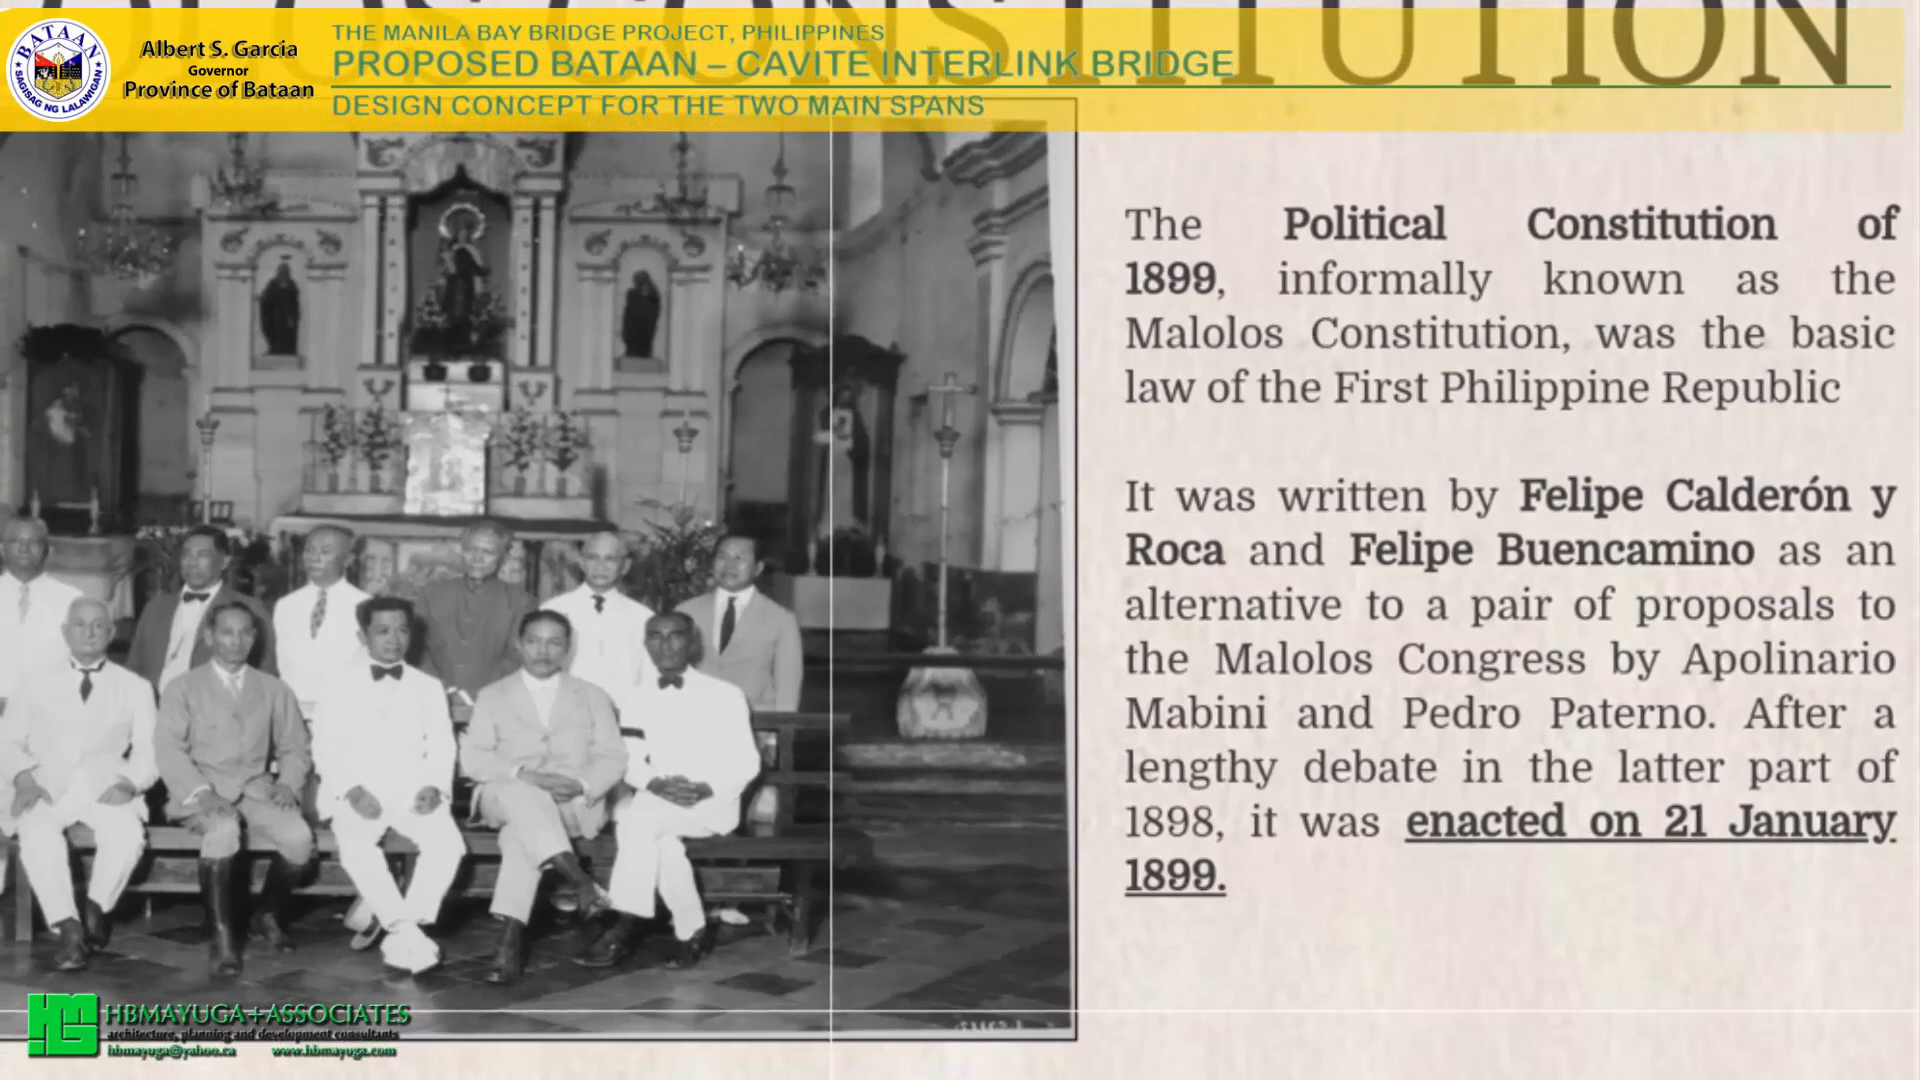 CONSTITUTION
BATAAN
SAGISAG NG LALAWIGAN
Albert S. Garcia
Governor
Province of Bataan
THE MANILA BAY BRIDGE PROJECT, PHILIPPINES
PROPOSED BATAAN – CAVITE INTERLINK BRIDGE
DESIGN CONCEPT FOR THE TWO MAIN SPANS
The Political Constitution of
1899, informally known as the
Malolos Constitution, was the basic
law of the First Philippine Republic
It was written by Felipe Calderón y
Roca and Felipe Buencamino as an
alternative to a pair of proposals to
the Malolos Congress by Apolinario
Mabini and Pedro Paterno. After a
lengthy debate in the latter part of
1898, it was enacted on 21 January
1899.
HBMAYUGA+ASSOCIATES
architecture, planning and development consultants
hbmayuga@yahoo.ca www.hbmayuga.com